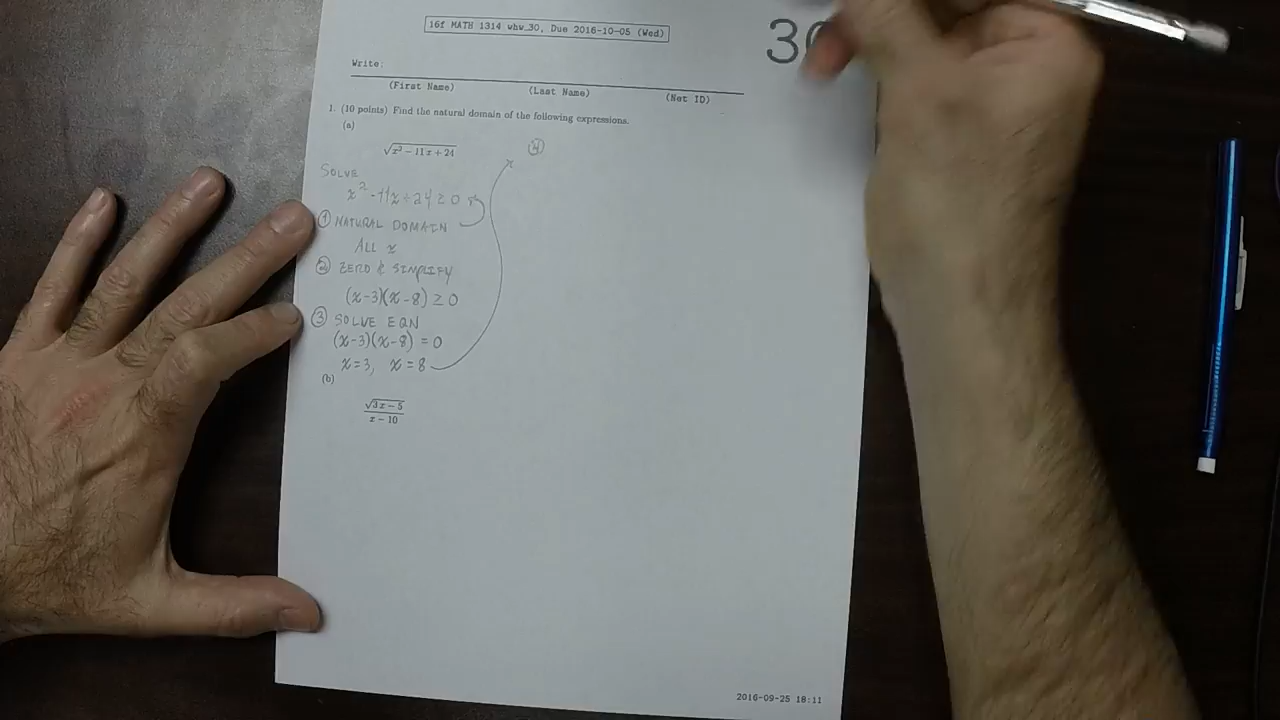 16f MATH 1314 whw_30, Due 2016-10-05 (Wed)
30
Write:
(First Name) (Last Name) (Net ID)
1. (10 points) Find the natural domain of the following expressions.
(a)
√x² − 11x + 24
④
SOLVE
x² -11x + 24 ≥ 0
① NATURAL DOMAIN
ALL x
② ZERO & SIMPLIFY
(x-3)(x-8) ≥ 0
③ SOLVE EQN
(x-3)(x-8) = 0
x=3, x=8
(b)
√3x − 5
x − 10
2016-09-25 18:11